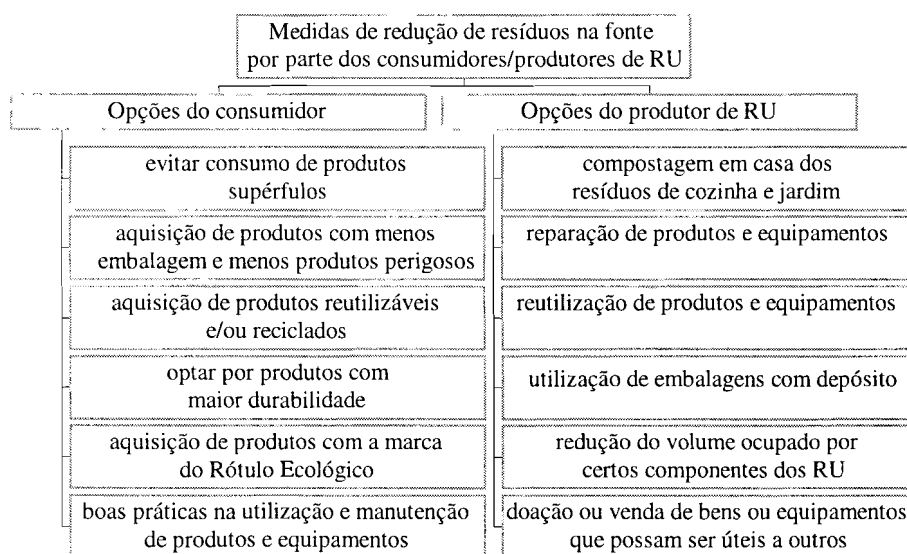 Medidas de redução de resíduos na fonte
por parte dos consumidores/produtores de RU
Opções do consumidor
evitar consumo de produtos
supérfulos
aquisição de produtos com menos
embalagem e menos produtos perigosos
aquisição de produtos reutilizáveis
e/ou reciclados
optar por produtos com
maior durabilidade
aquisição de produtos com a marca
do Rótulo Ecológico
boas práticas na utilização e manutenção
de produtos e equipamentos
Opções do produtor de RU
compostagem em casa dos
resíduos de cozinha e jardim
reparação de produtos e equipamentos
reutilização de produtos e equipamentos
utilização de embalagens com depósito
redução do volume ocupado por
certos componentes dos RU
doação ou venda de bens ou equipamentos
que possam ser úteis a outros